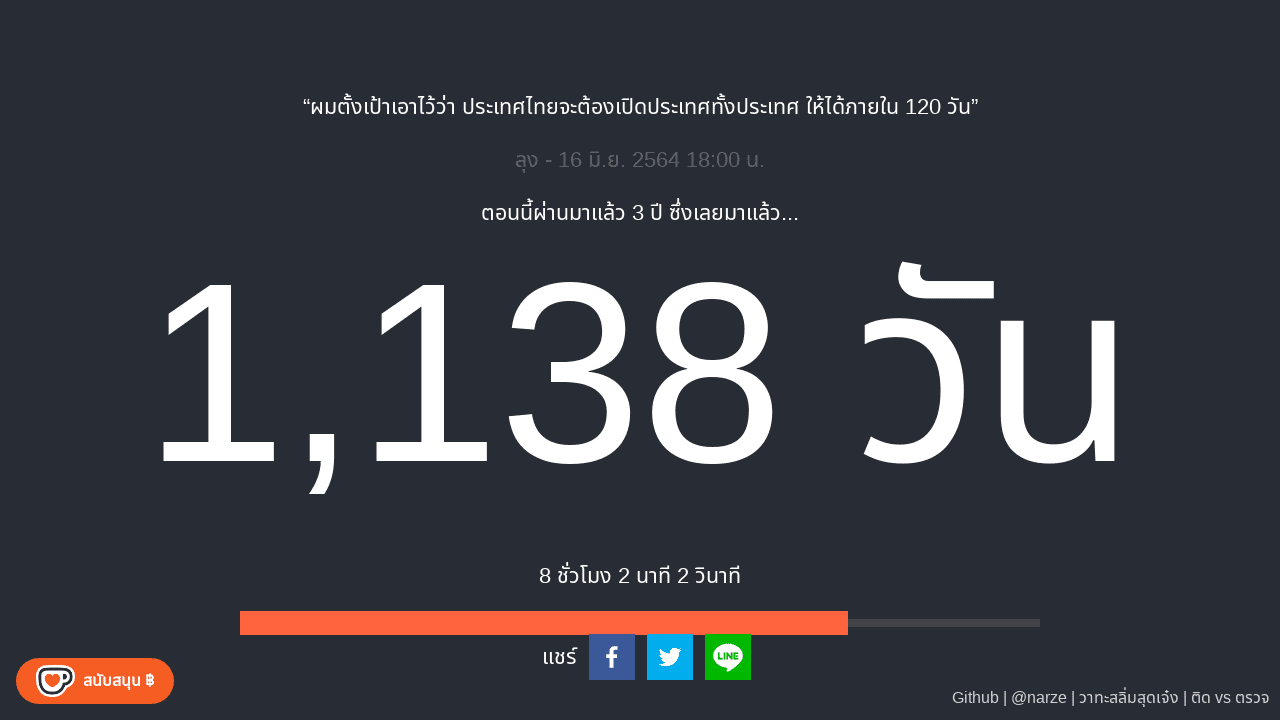 “ผมตั้งเป้าเอาไว้ว่า ประเทศไทยจะต้องเปิดประเทศทั้งประเทศ ให้ได้ภายใน 120 วัน”
ลุง - 16 มิ.ย. 2564 18:00 น.
ตอนนี้ผ่านมาแล้ว 3 ปี ซึ่งเลยมาแล้ว...
1,138 วัน
8 ชั่วโมง 2 นาที 2 วินาที
แชร์
LINE
สนับสนุน ฿
Github | @narze | วาทะสลิ่มสุดเจ๋ง | ติด vs ตรวจ